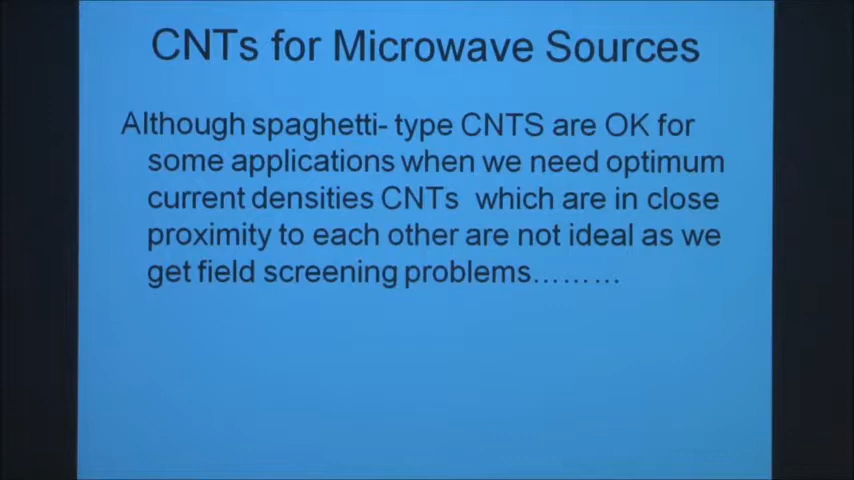 CNTs for Microwave Sources
Although spaghetti- type CNTS are OK for
some applications when we need optimum
current densities CNTs which are in close
proximity to each other are not ideal as we
get field screening problems………